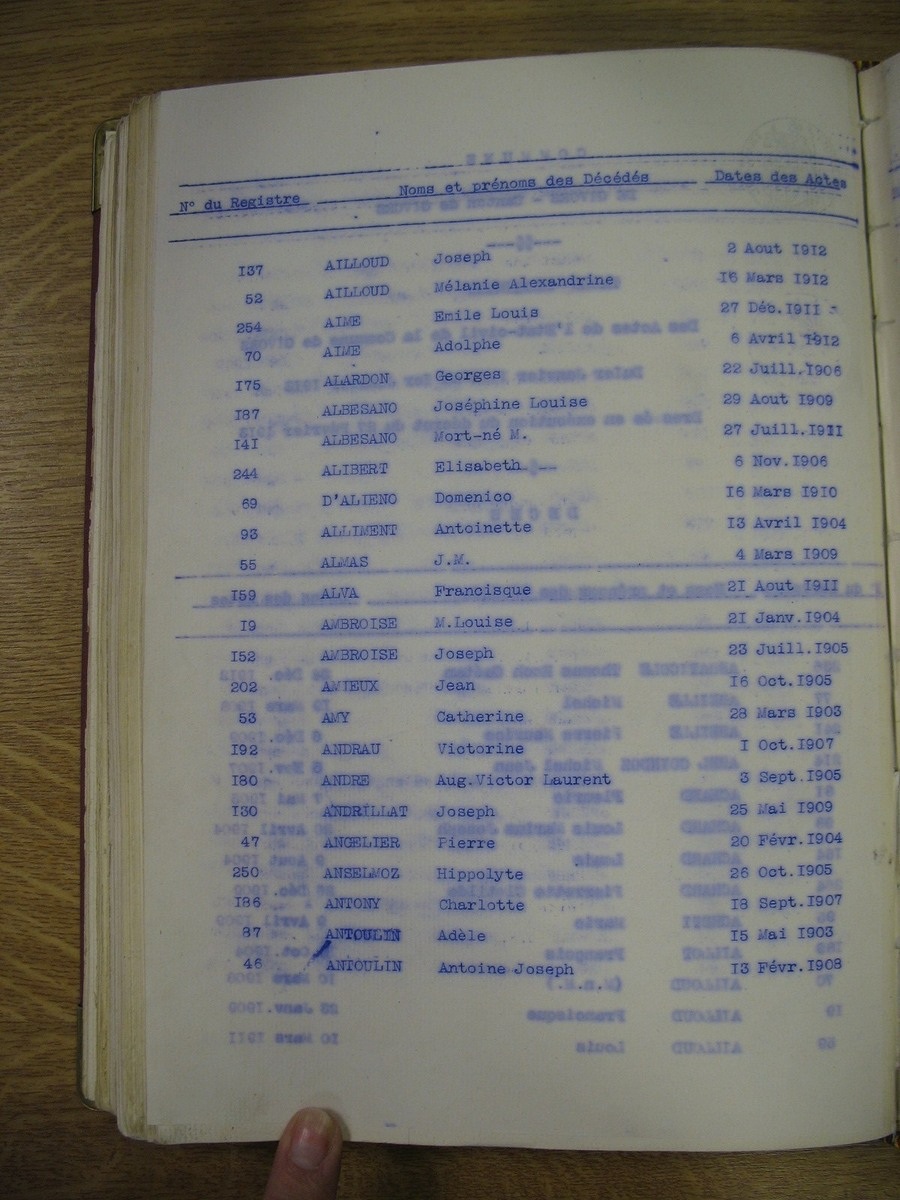 N° du Registre Noms et prénoms des Décédés Dates des Actes
I37 AILLOUD Joseph 2 Aout I9I2
52 AILLOUD Mélanie Alexandrine I6 Mars I9I2
254 AIME Emile Louis 27 Déc.I9II
70 AIME Adolphe 6 Avril I9I2
I75 ALARDON Georges 22 Juill.I906
I87 ALBESANO Joséphine Louise 29 Aout I909
I4I ALBESANO Mort-né M. 27 Juill.I9II
244 ALIBERT Elisabeth 6 Nov.I906
69 D'ALIENO Domenico I6 Mars I9I0
93 ALLIMENT Antoinette I3 Avril I904
55 ALMAS J.M. 4 Mars I909
I59 ALVA Francisque 2I Aout I9II
I9 AMBROISE M.Louise 2I Janv.I904
I52 AMBROISE Joseph 23 Juill.I905
202 AMIEUX Jean I6 Oct.I905
53 AMY Catherine 28 Mars I903
I92 ANDRAU Victorine I Oct.I907
I80 ANDRE Aug.Victor Laurent 3 Sept.I905
I30 ANDRILLAT Joseph 25 Mai I909
47 ANGELIER Pierre 20 Févr.I904
250 ANSELMOZ Hippolyte 26 Oct.I905
I86 ANTONY Charlotte I8 Sept.I907
87 ANTOULIN Adèle I5 Mai I903
46 ANTOULIN Antoine Joseph I3 Févr.I908